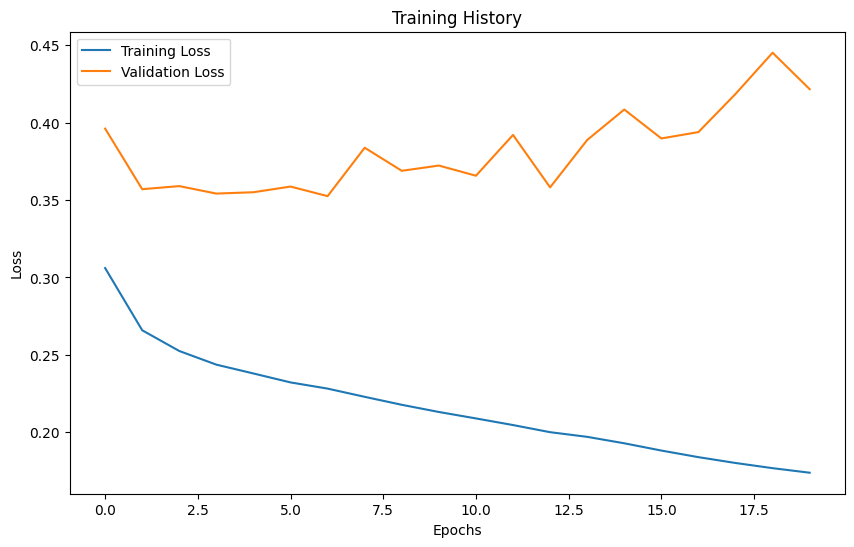 Training History
Training Loss
Validation Loss
0.45
0.40
0.35
0.30
0.25
0.20
Loss
0.0 2.5 5.0 7.5 10.0 12.5 15.0 17.5
Epochs